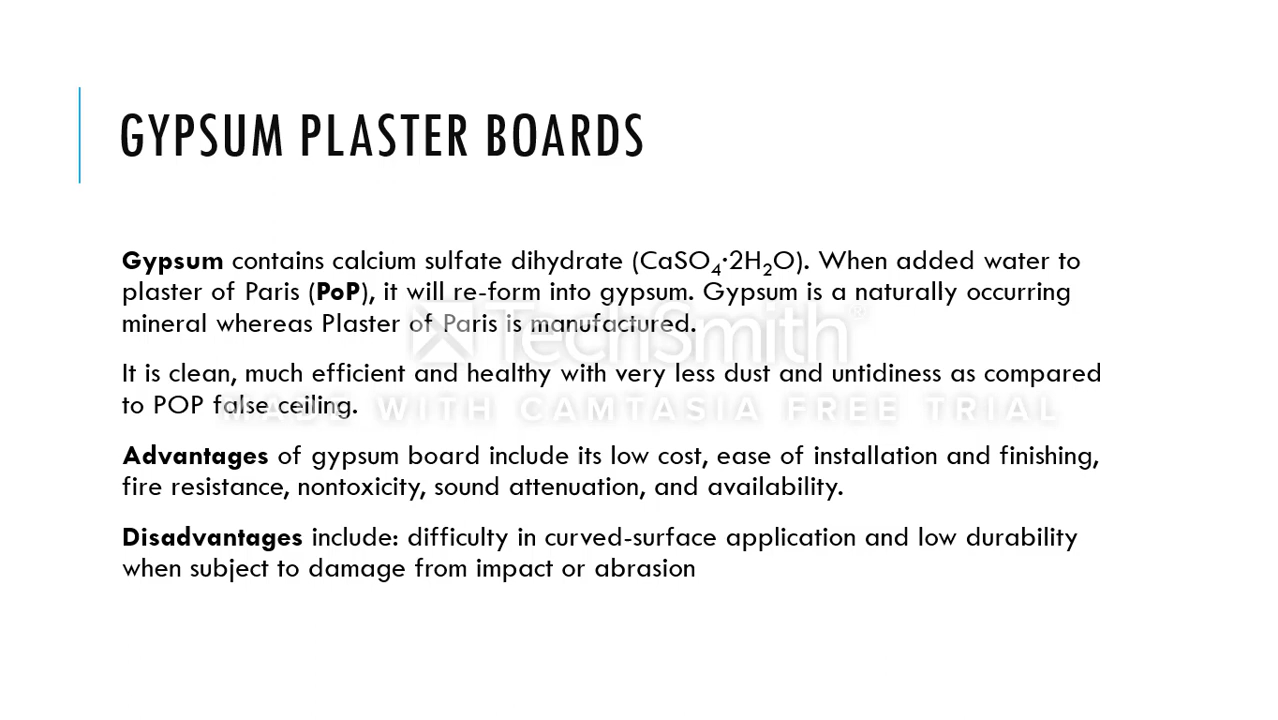 GYPSUM PLASTER BOARDS
Gypsum contains calcium sulfate dihydrate (CaSO₄·2H₂O). When added water to
plaster of Paris (PoP), it will re-form into gypsum. Gypsum is a naturally occurring
mineral whereas Plaster of Paris is manufactured.
TechSmith®
It is clean, much efficient and healthy with very less dust and untidiness as compared
to POP false ceiling.
MADE WITH CAMTASIA FREE TRIAL
Advantages of gypsum board include its low cost, ease of installation and finishing,
fire resistance, nontoxicity, sound attenuation, and availability.
Disadvantages include: difficulty in curved-surface application and low durability
when subject to damage from impact or abrasion